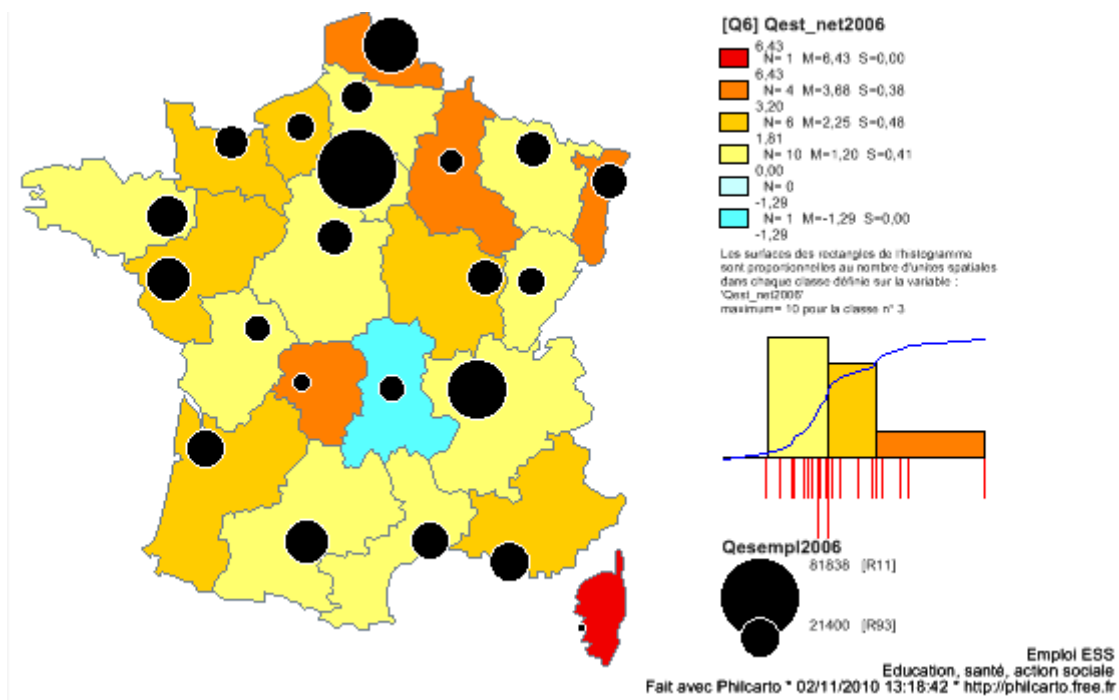 [Q6] Qest_net2006
6,43
N= 1 M=6,43 S=0,00
6,43
N= 4 M=3,68 S=0,38
3,20
N= 6 M=2,25 S=0,48
1,81
N= 10 M=1,20 S=0,41
0,00
N= 0
-1,29
N= 1 M=-1,29 S=0,00
-1,29
Les surfaces des rectangles de l'histogramme
sont proportionnelles au nombre d'unites spatiales
dans chaque classe définie sur la variable :
'Qest_net2006'
maximum= 10 pour la classe n° 3
Qesempl2006
81838 [R11]
21400 [R93]
Emploi ESS
Education, santé, action sociale
Fait avec Philcarto * 02/11/2010 13:18:42 * http://philcarto.free.fr